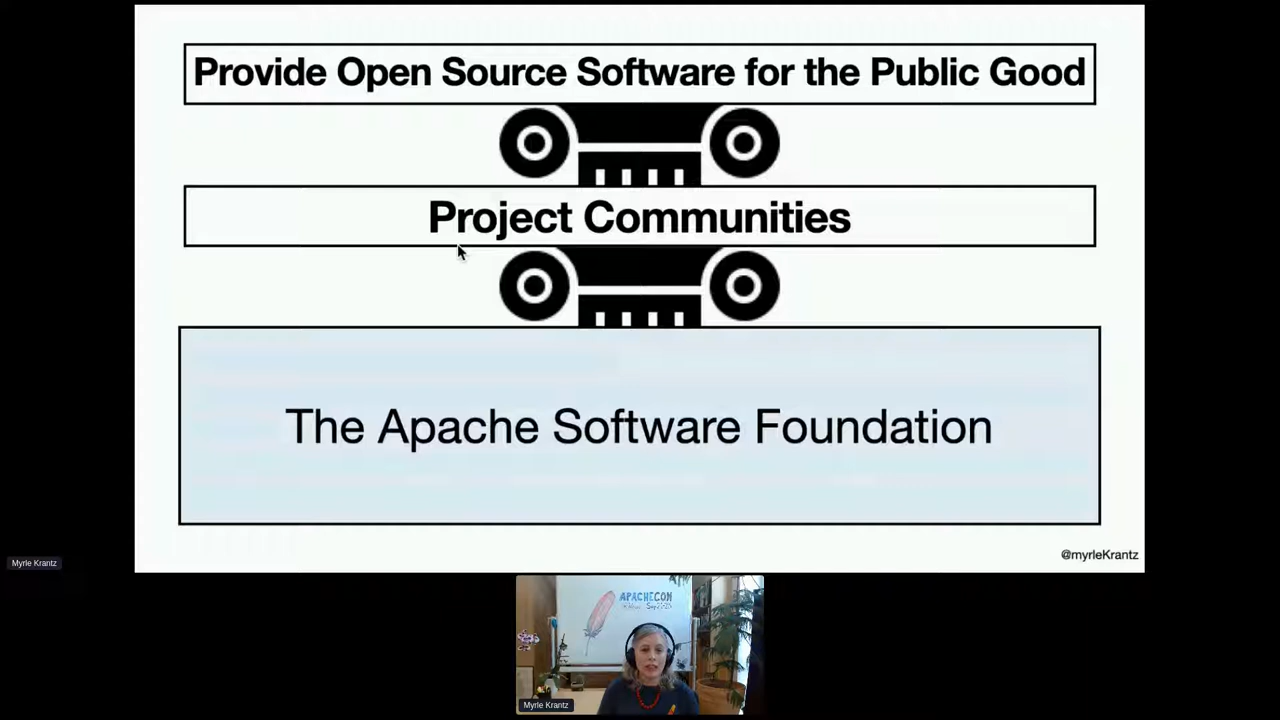 Provide Open Source Software for the Public Good
Project Communities
The Apache Software Foundation
@myrleKrantz
Myrle Krantz
APACHECON
Myrle Krantz